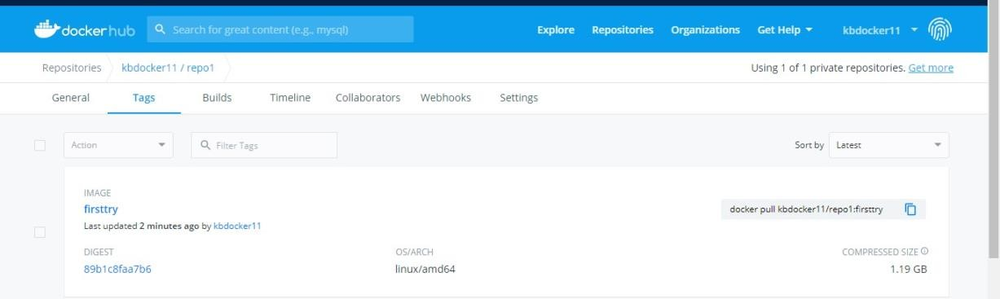 dockerhub Search for great content (e.g., mysql) Explore Repositories Organizations Get Help kbdocker11
Repositories kbdocker11 / repo1 Using 1 of 1 private repositories. Get more
General Tags Builds Timeline Collaborators Webhooks Settings
Action Filter Tags Sort by Latest
IMAGE
firsttry docker pull kbdocker11/repo1:firsttry
Last updated 2 minutes ago by kbdocker11
DIGEST OS/ARCH COMPRESSED SIZE
89b1c8faa7b6 linux/amd64 1.19 GB